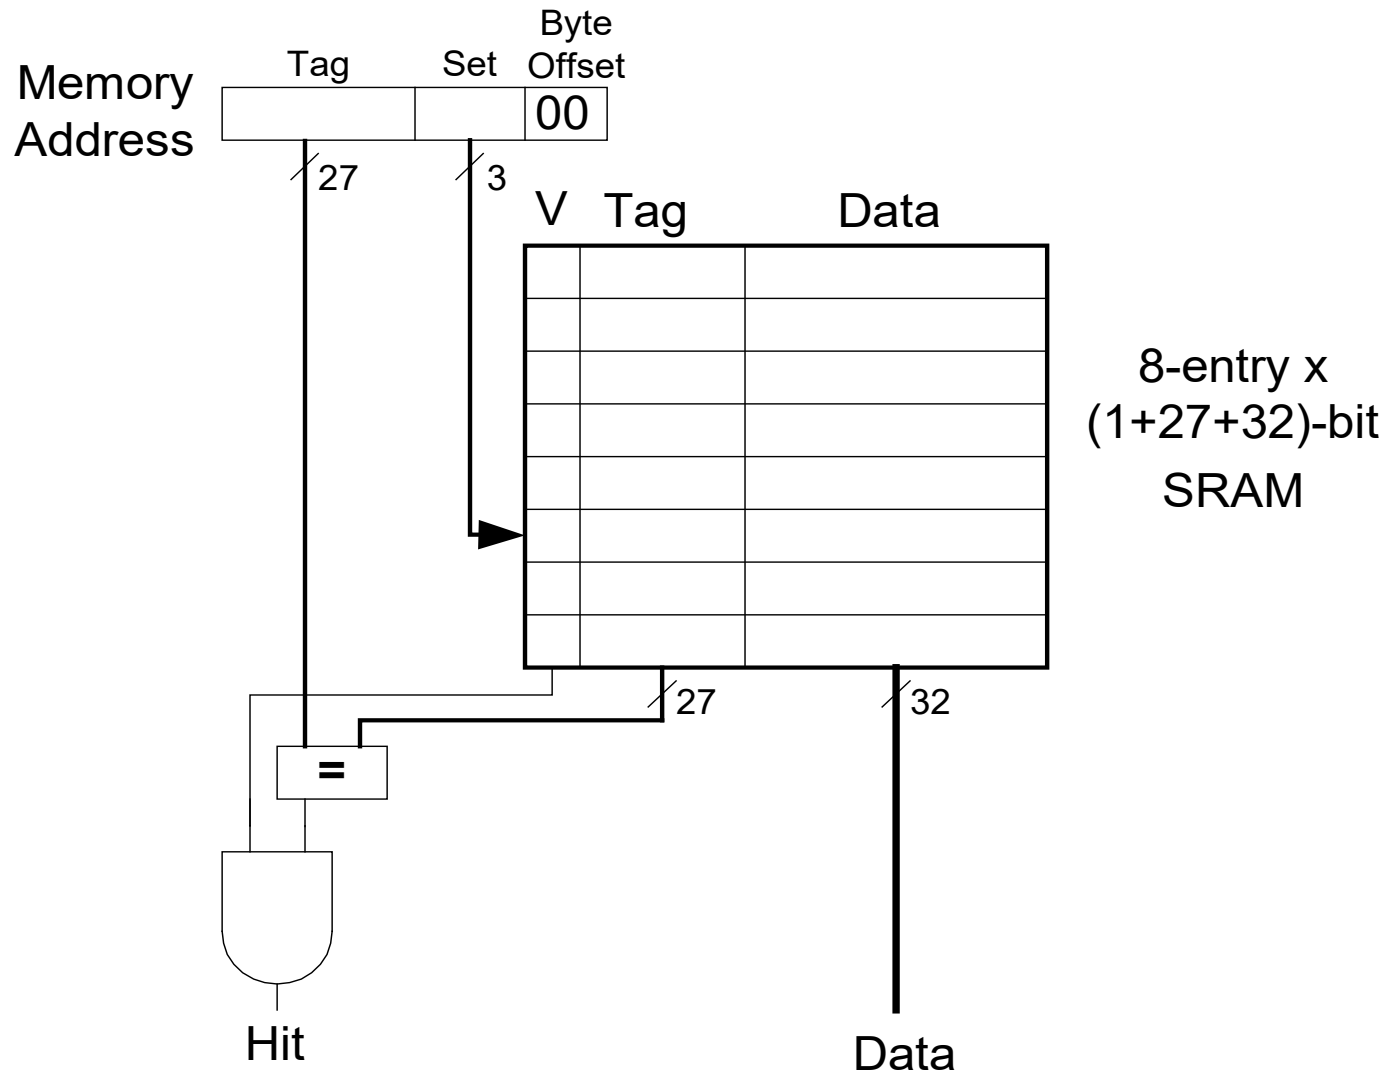 Byte
Tag Set Offset
Memory
Address
00
27 3
V Tag Data
8-entry x
(1+27+32)-bit
SRAM
27 32
=
Hit Data